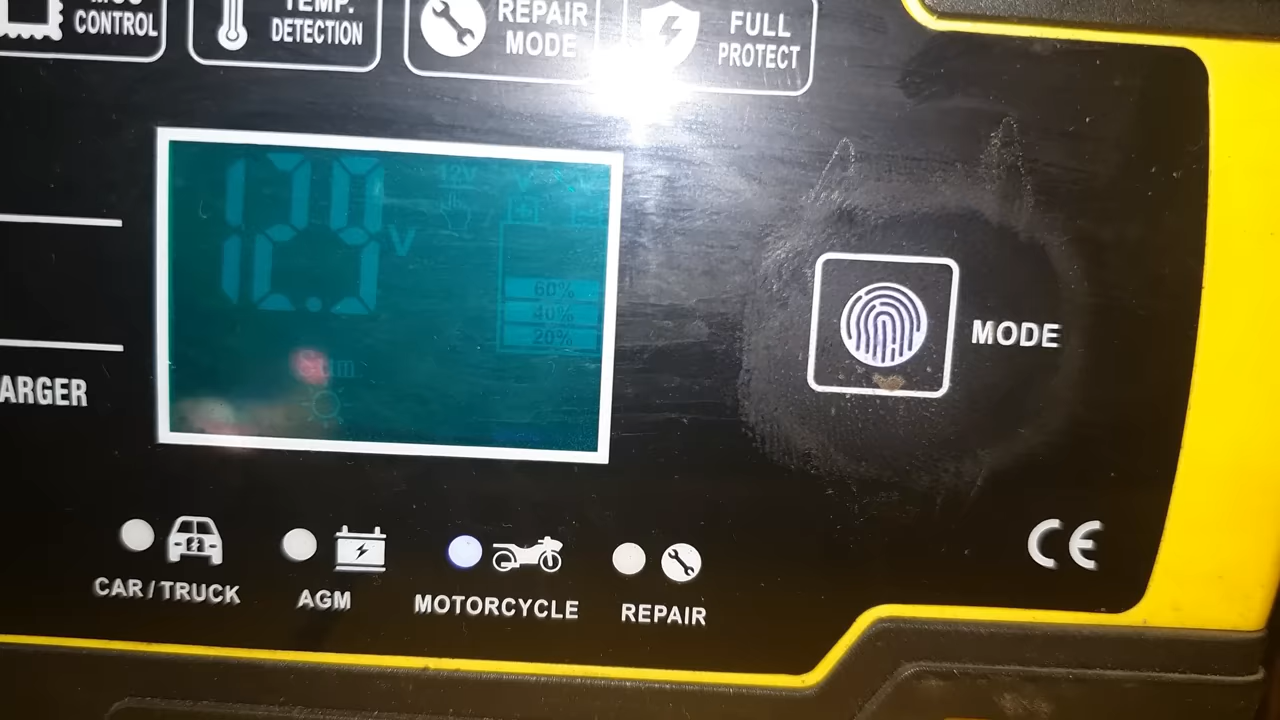 CONTROL
TEMP.
DETECTION
REPAIR
MODE
FULL
PROTECT
12.9 V
12V
60%
40%
20%
ARGER
MODE
CAR / TRUCK
AGM
MOTORCYCLE
REPAIR
CE